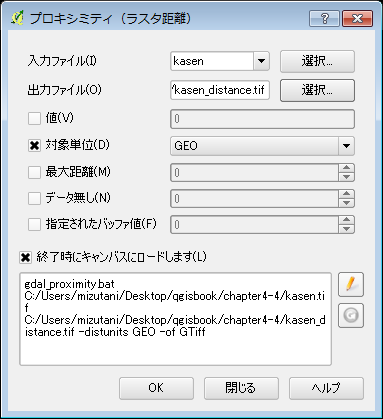 プロキシミティ（ラスタ距離）
入力ファイル(I)
kasen
選択...
出力ファイル(O)
/kasen_distance.tif
選択...
値(V)
0
対象単位(D)
GEO
最大距離(M)
0
データ無し(N)
0
指定されたバッファ値(F)
0
終了時にキャンバスにロードします(L)
gdal_proximity.bat
C:/Users/mizutani/Desktop/qgisbook/chapter4-4/kasen.ti
f
C:/Users/mizutani/Desktop/qgisbook/chapter4-4/kasen_d
istance.tif -distunits GEO -of GTiff
OK
閉じる
ヘルプ